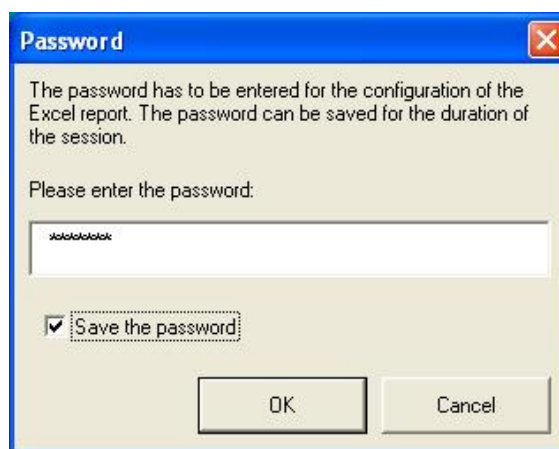 Password
The password has to be entered for the configuration of the
Excel report. The password can be saved for the duration of
the session.
Please enter the password:
********
Save the password
OK
Cancel